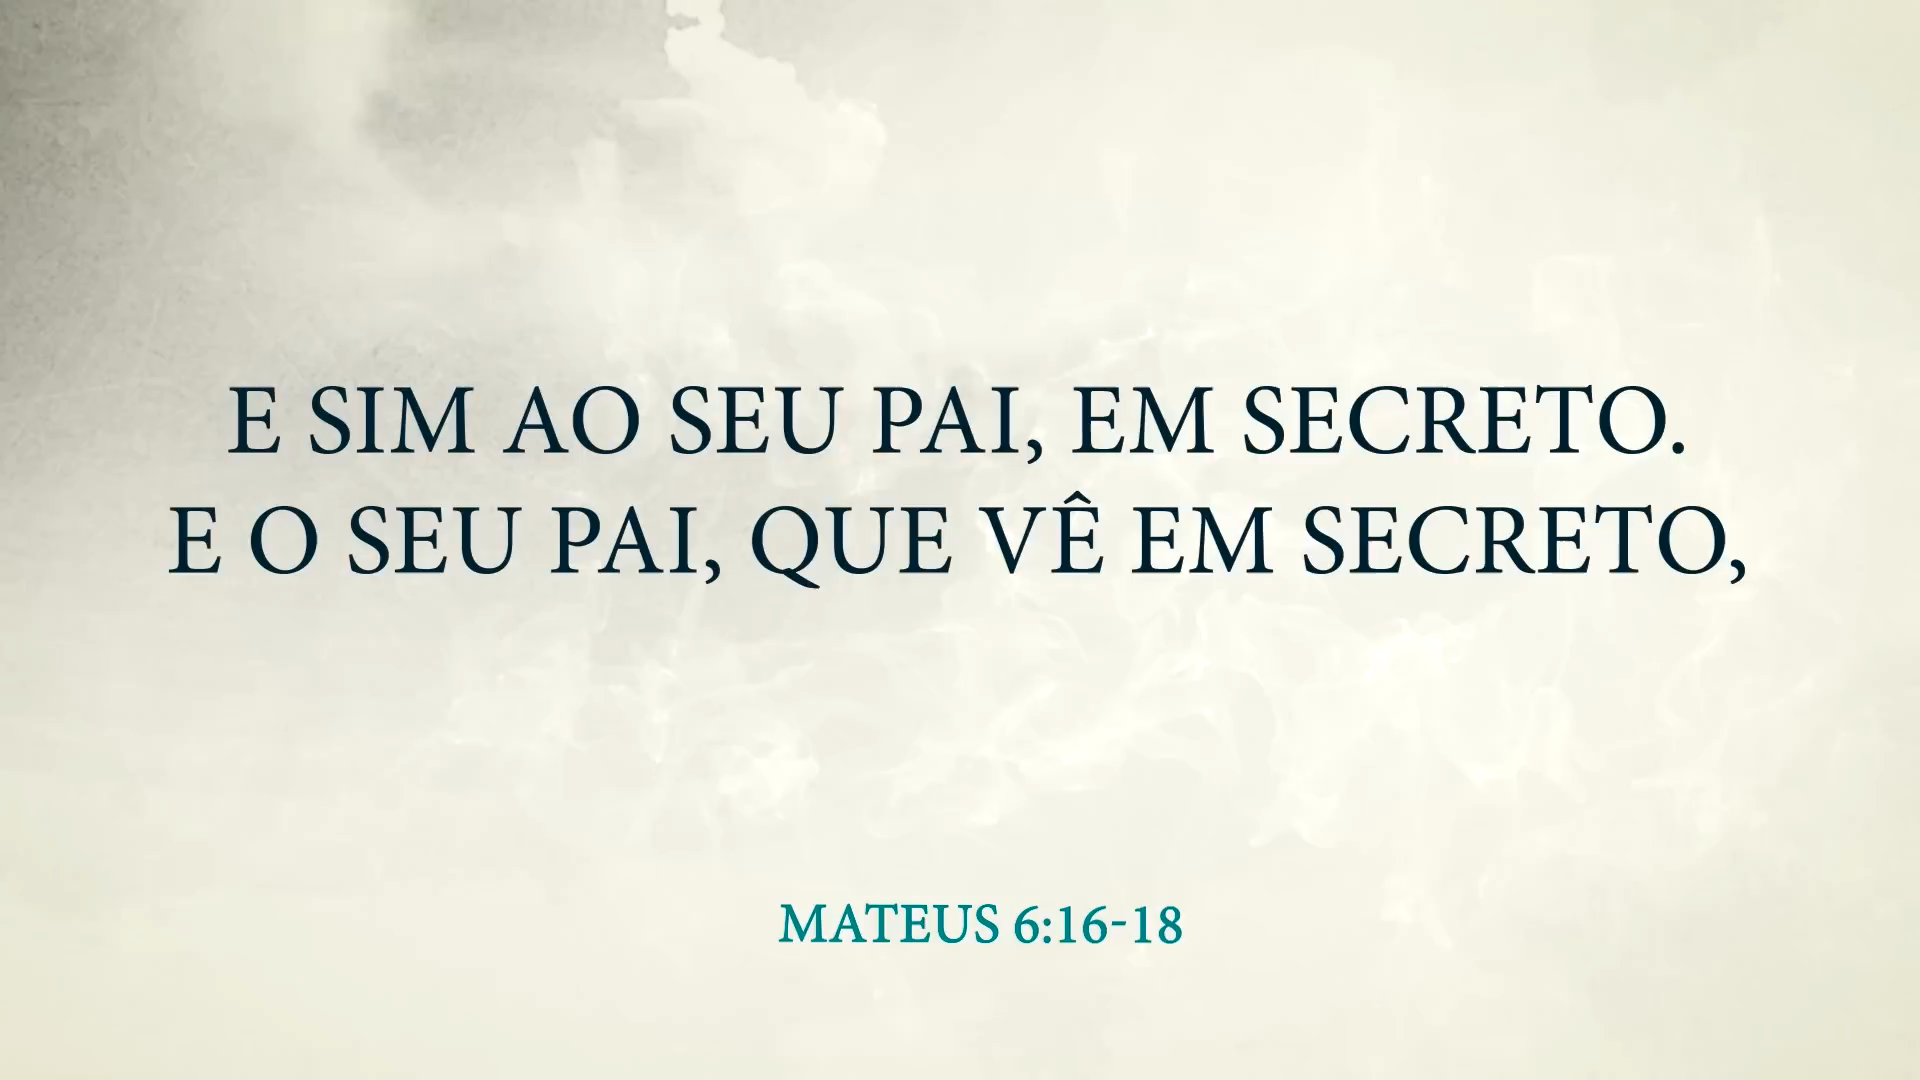 E SIM AO SEU PAI, EM SECRETO.
E O SEU PAI, QUE VÊ EM SECRETO,
MATEUS 6:16-18